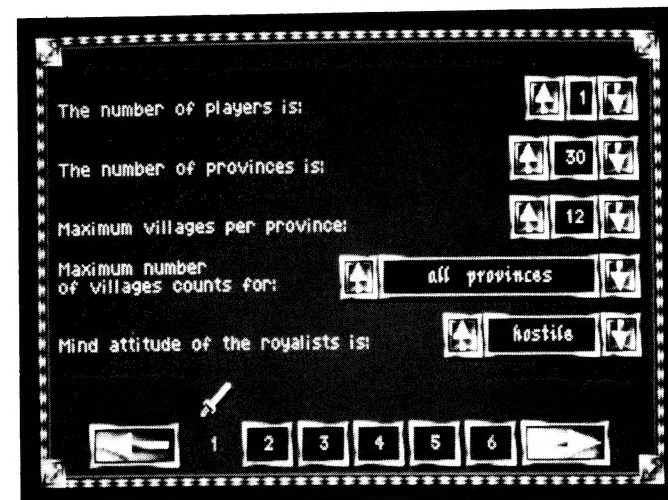 The number of players is: 1
The number of provinces is: 30
Maximum villages per province: 12
Maximum number
of villages counts for: all provinces
Mind attitude of the royalists is: hostile
1 2 3 4 5 6